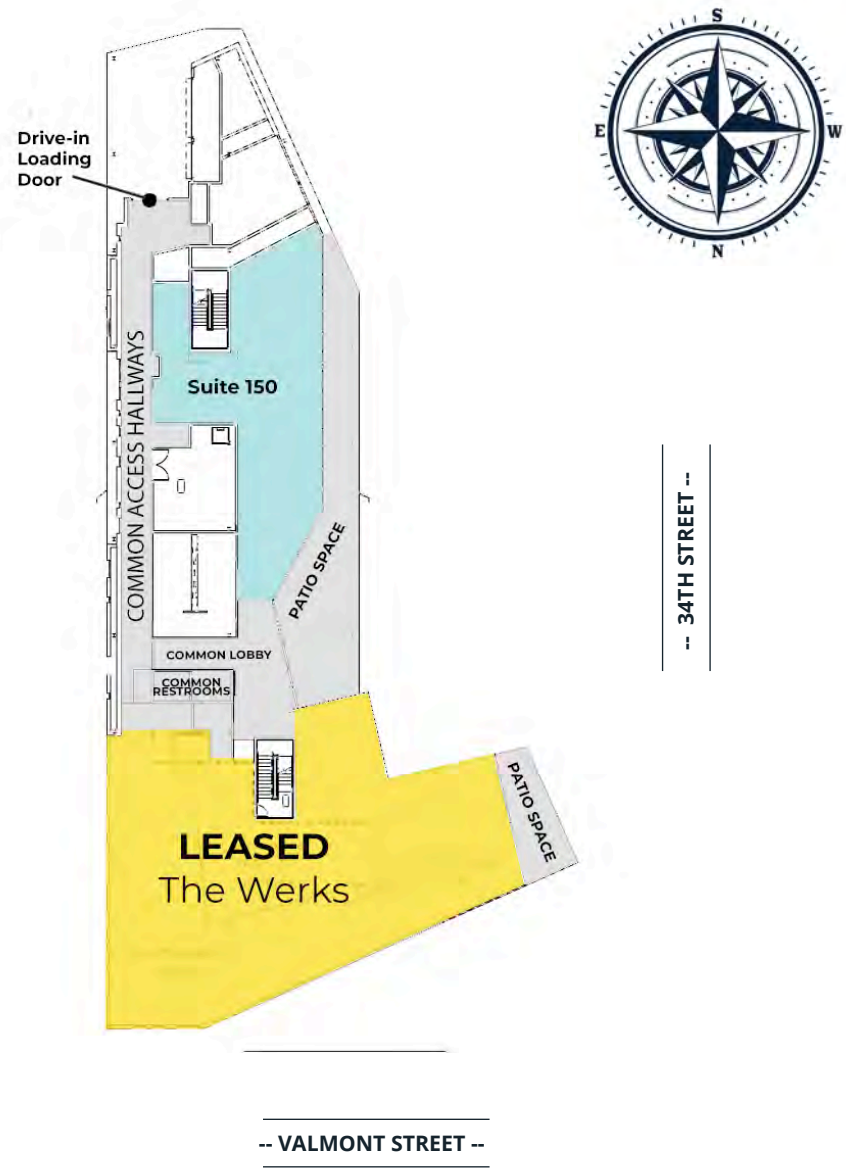 S
E
W
N
Drive-in
Loading
Door
COMMON ACCESS HALLWAYS
Suite 150
PATIO SPACE
-- 34TH STREET --
COMMON LOBBY
COMMON
RESTROOMS
PATIO SPACE
LEASED
The Werks
-- VALMONT STREET --